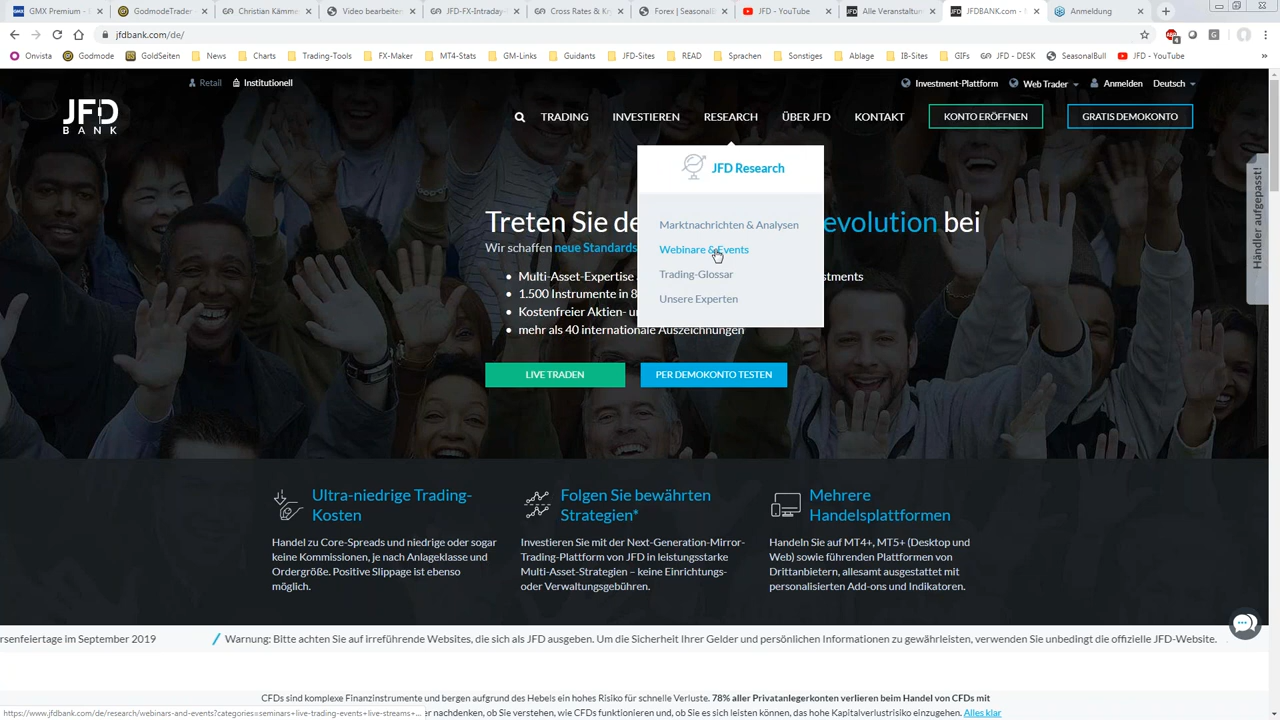 GMX Premium - 
GodmodeTrader
Christian Kämme
Video bearbeite
JFD-FX-Intraday-
Cross Rates & K
Forex | Seasonal
JFD - YouTube
Alle Veranstaltu
JFDBANK.com -
Anmeldung
jfdbank.com/de/
Onvista
Godmode
GoldSeiten
News
Charts
Trading-Tools
FX-Maker
MT4-Stats
GM-Links
Guidants
JFD-Sites
READ
Sprachen
Sonstiges
Ablage
IB-Sites
GIFs
JFD - DESK
SeasonalBull
JFD - YouTube
Retail
Institutionell
Investment-Plattform
Web Trader
Anmelden
Deutsch
JFD
BANK
TRADING
INVESTIEREN
RESEARCH
ÜBER JFD
KONTAKT
KONTO ERÖFFNEN
GRATIS DEMOKONTO
JFD Research
Marktnachrichten & Analysen
Webinare & Events
Trading-Glossar
Unsere Experten
Händler aufgepasst!
Treten Sie de evolution bei
Wir schaffen neue Standards
• Multi-Asset-Expertise stments
• 1.500 Instrumente in 8
• Kostenfreier Aktien- u
• mehr als 40 internationale Auszeichnungen
LIVE TRADEN
PER DEMOKONTO TESTEN
Ultra-niedrige Trading-
Kosten
Handel zu Core-Spreads und niedrige oder sogar
keine Kommissionen, je nach Anlageklasse und
Ordergröße. Positive Slippage ist ebenso
möglich.
Folgen Sie bewährten
Strategien*
Investieren Sie mit der Next-Generation-Mirror-
Trading-Plattform von JFD in leistungsstarke
Multi-Asset-Strategien – keine Einrichtungs-
oder Verwaltungsgebühren.
Mehrere
Handelsplattformen
Handeln Sie auf MT4+, MT5+ (Desktop und
Web) sowie führenden Plattformen von
Drittanbietern, allesamt ausgestattet mit
personalisierten Add-ons und Indikatoren.
rsenfeiertage im September 2019
Warnung: Bitte achten Sie auf irreführende Websites, die sich als JFD ausgeben. Um die Sicherheit Ihrer Gelder und persönlichen Informationen zu gewährleisten, verwenden Sie unbedingt die offizielle JFD-Website.
CFDs sind komplexe Finanzinstrumente und bergen aufgrund des Hebels ein hohes Risiko für schnelle Verluste. 78% aller Privatanlegerkonten verlieren beim Handel von CFDs mit
er nachdenken, ob Sie verstehen, wie CFDs funktionieren und, ob Sie es sich leisten können, das hohe Kapitalverlustrisiko einzugehen. Alles klar
https://www.jfdbank.com/de/research/webinars-and-events?categories=seminars+live-trading-events+live-streams+...